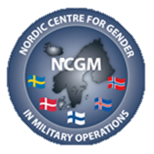 NORDIC CENTRE FOR GENDER
NCGM
IN MILITARY OPERATIONS